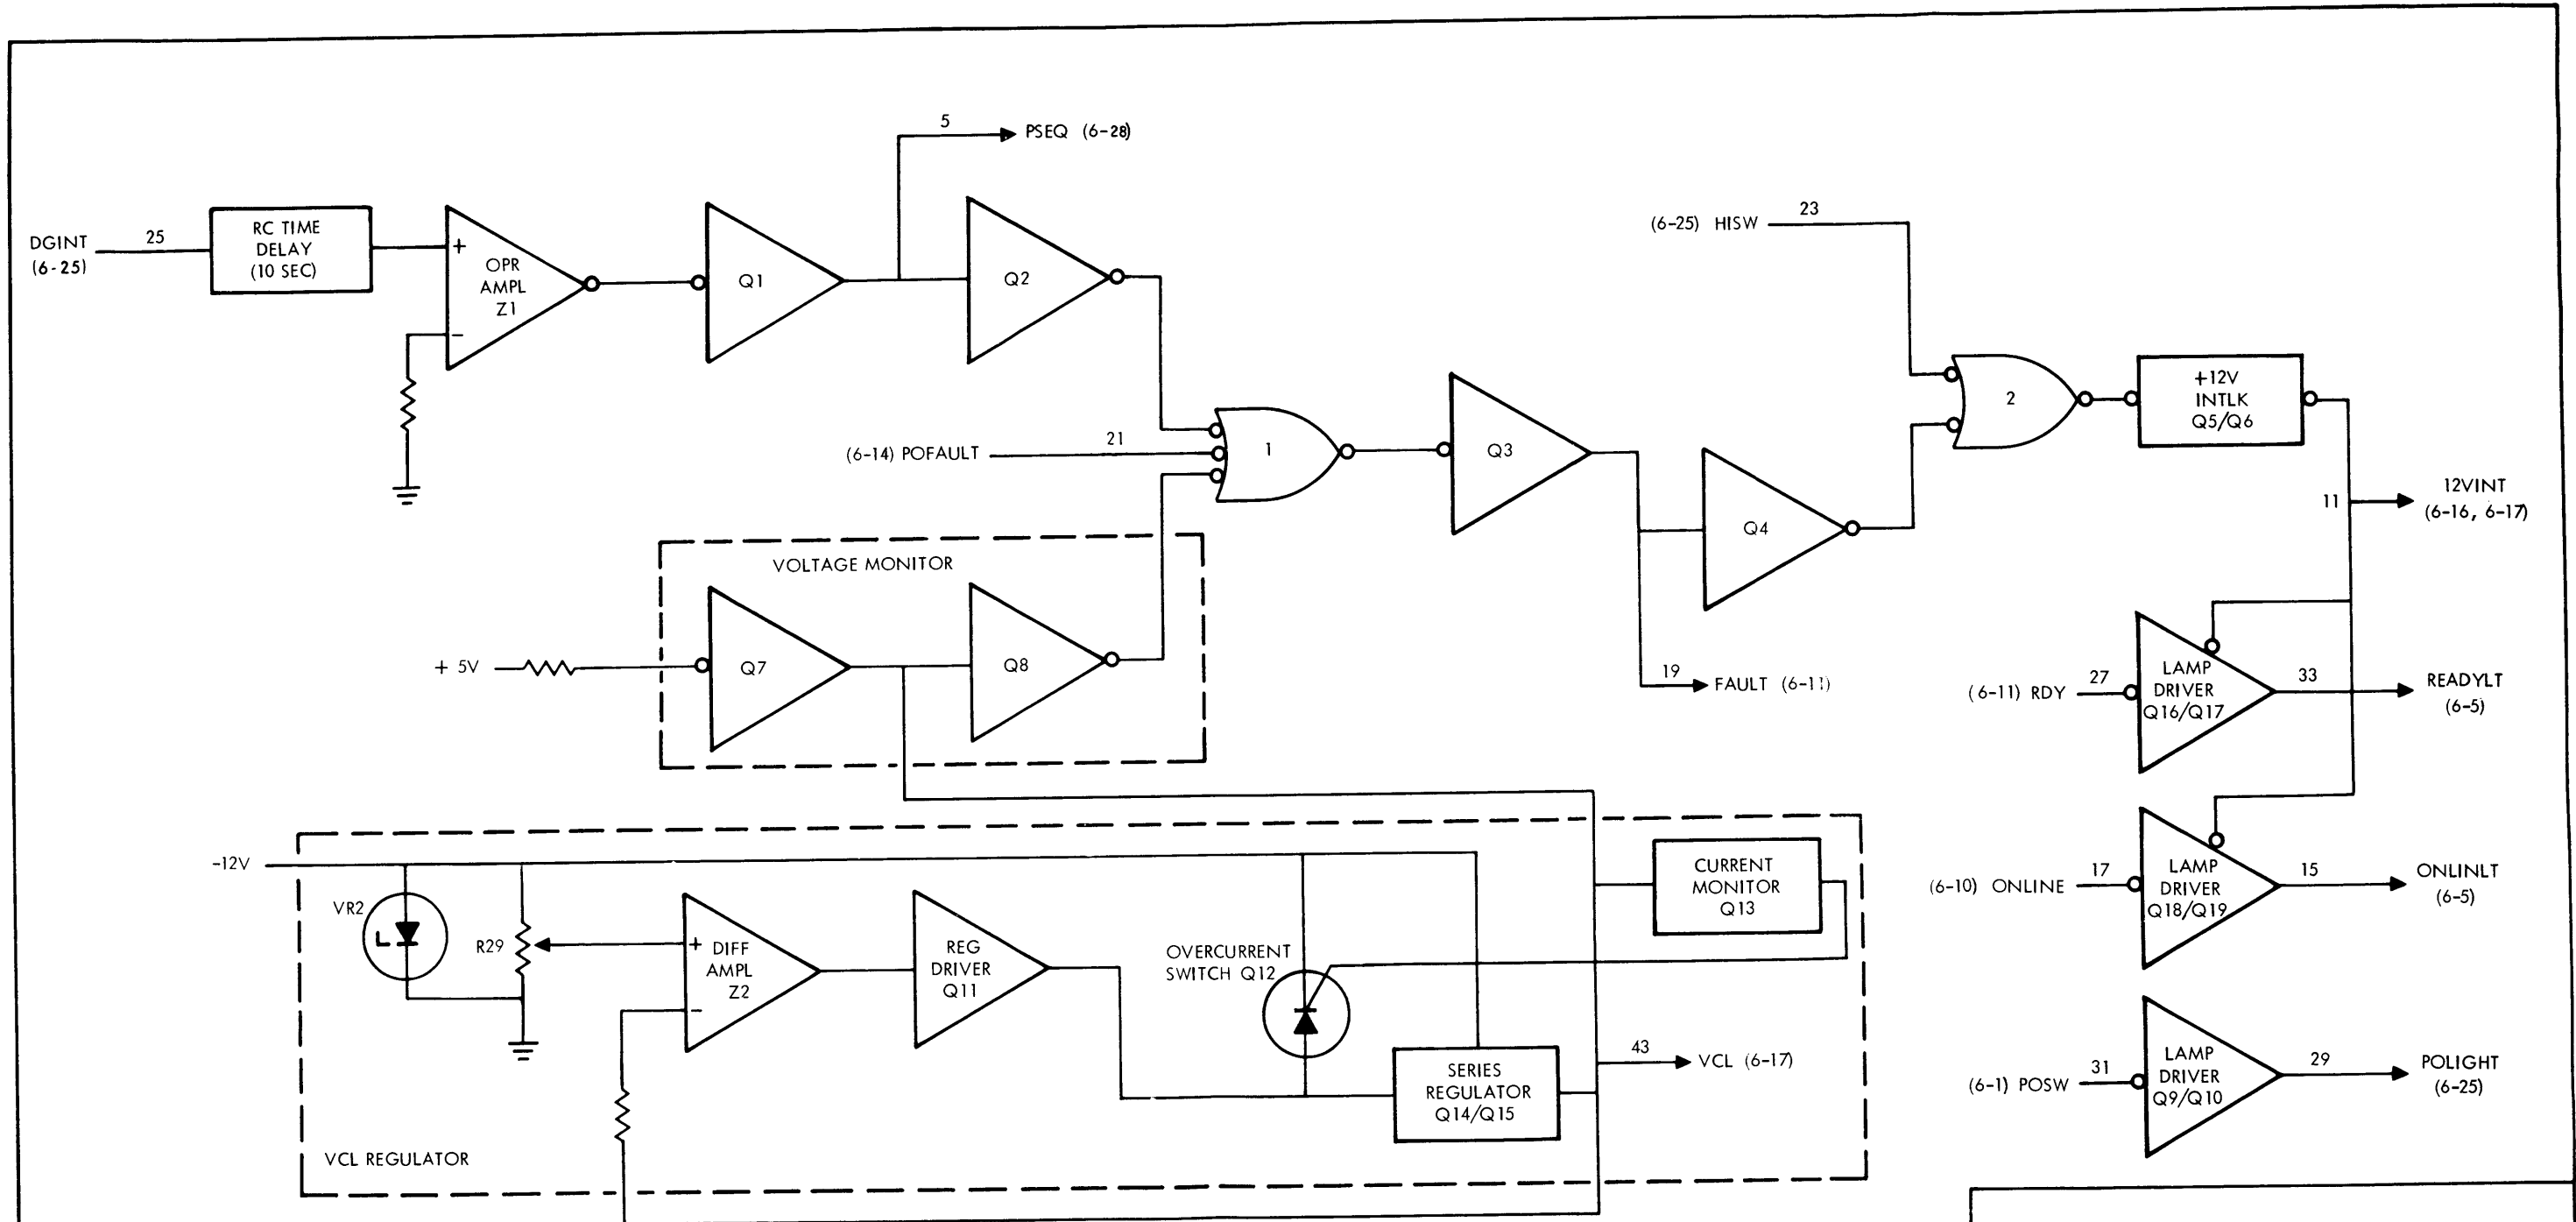 5
PSEQ (6-28)
DGINT
(6-25)
25
RC TIME
DELAY
(10 SEC)
+
-
OPR
AMPL
Z1
Q1
Q2
(6-25) HISW
23
2
+12V
INTLK
Q5/Q6
(6-14) POFAULT
21
1
Q3
Q4
11
12VINT
(6-16, 6-17)
VOLTAGE MONITOR
+ 5V
Q7
Q8
19
FAULT (6-11)
(6-11) RDY
27
LAMP
DRIVER
Q16/Q17
33
READYLT
(6-5)
-12V
VR2
L
R29
+
-
DIFF
AMPL
Z2
REG
DRIVER
Q11
OVERCURRENT
SWITCH Q12
CURRENT
MONITOR
Q13
(6-10) ONLINE
17
LAMP
DRIVER
Q18/Q19
15
ONLINLT
(6-5)
SERIES
REGULATOR
Q14/Q15
43
VCL (6-17)
(6-1) POSW
31
LAMP
DRIVER
Q9/Q10
29
POLIGHT
(6-25)
VCL REGULATOR